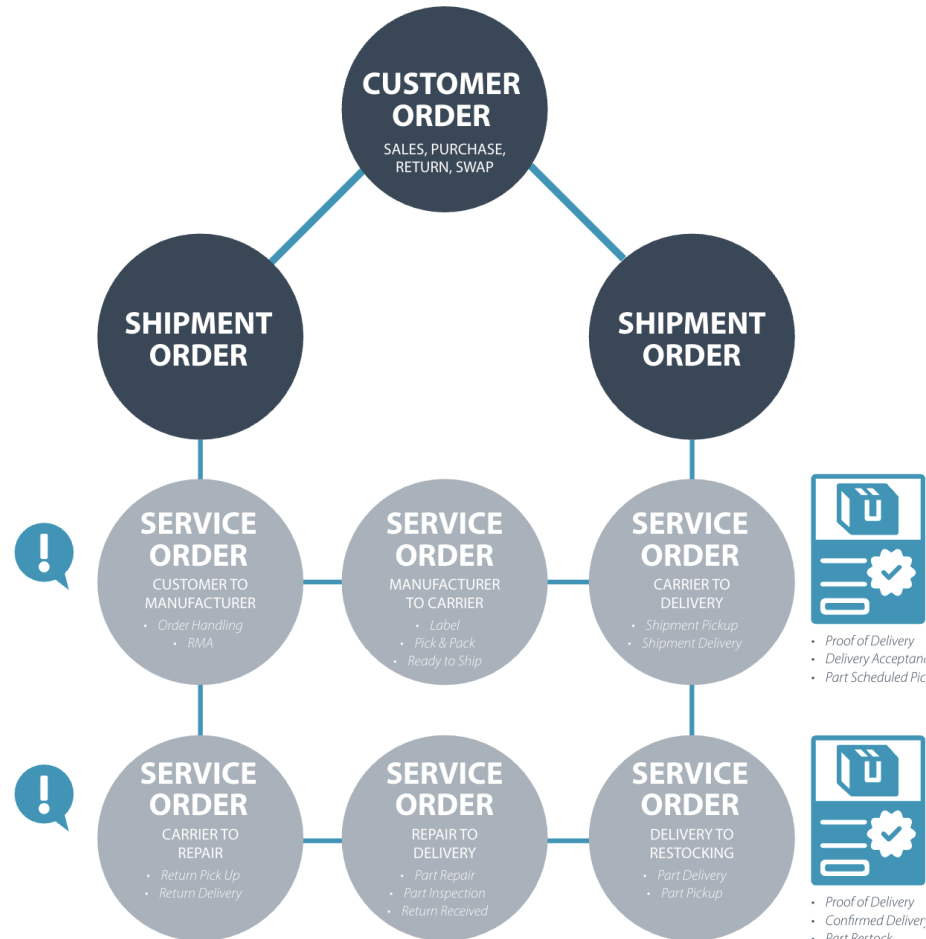 CUSTOMER
ORDER
SALES, PURCHASE,
RETURN, SWAP
SHIPMENT
ORDER
SHIPMENT
ORDER
SERVICE
ORDER
CUSTOMER TO
MANUFACTURER
• Order Handling
• RMA
SERVICE
ORDER
MANUFACTURER
TO CARRIER
• Label
• Pick & Pack
• Ready to Ship
SERVICE
ORDER
CARRIER TO
DELIVERY
• Shipment Pickup
• Shipment Delivery
• Proof of Delivery
• Delivery
• Part Scheduled
SERVICE
ORDER
CARRIER TO
REPAIR
• Return Pick Up
• Return Delivery
SERVICE
ORDER
REPAIR TO
DELIVERY
• Part Repair
• Part Inspection
• Return Received
SERVICE
ORDER
DELIVERY TO
RESTOCKING
• Part Delivery
• Part Pickup
• Proof of Delivery
• Confirmed
• Part Restock